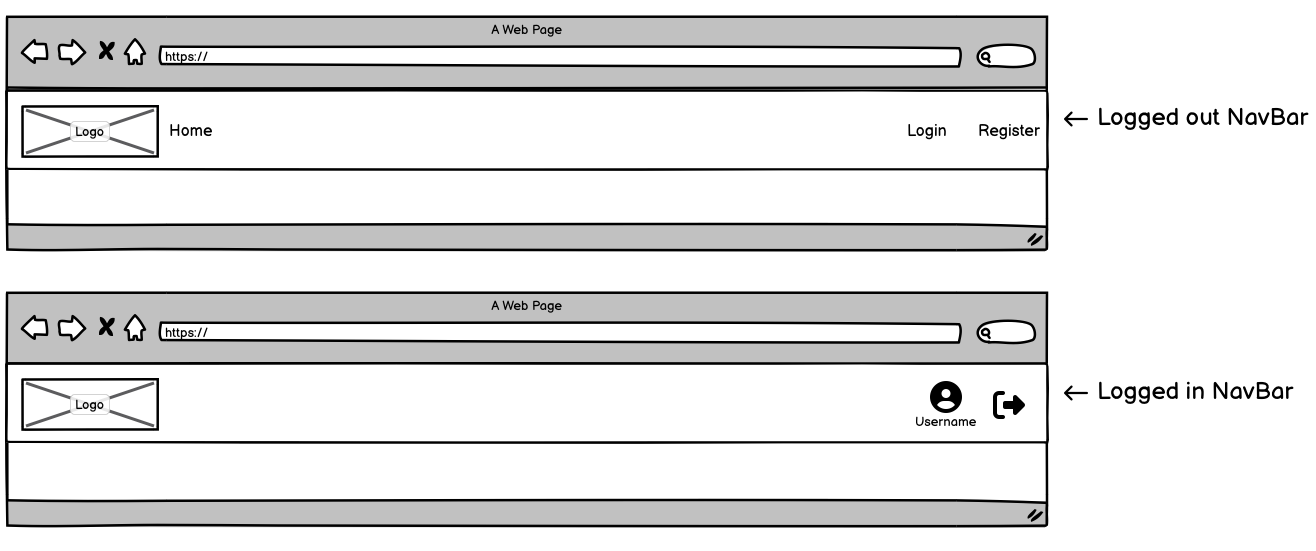 A Web Page
https://
Logo
Home
Login
Register
← Logged out NavBar
A Web Page
https://
Logo
Username
← Logged in NavBar